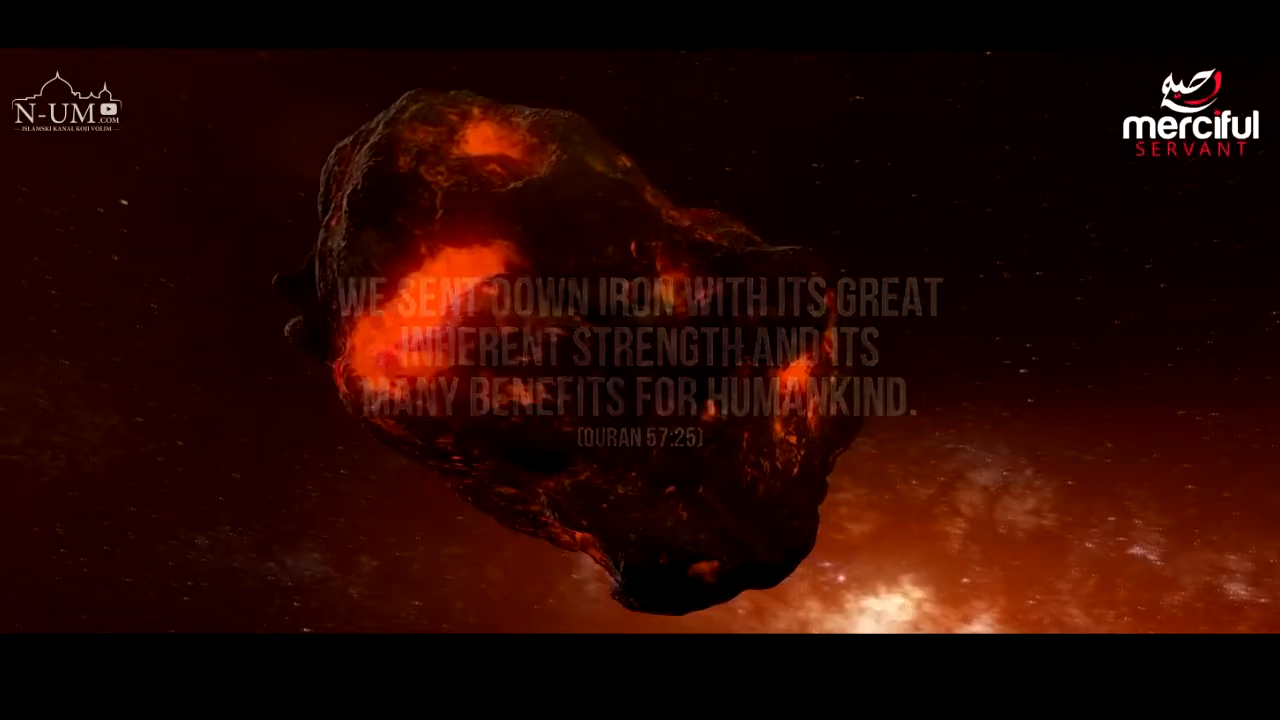 N-UM
.COM
ISLAMSKI KANAL KOJI VOLIM
merciful
SERVANT
WE SENT DOWN IRON WITH ITS GREAT
INHERENT STRENGTH AND ITS
MANY BENEFITS FOR HUMANKIND.
(QURAN 57:25)